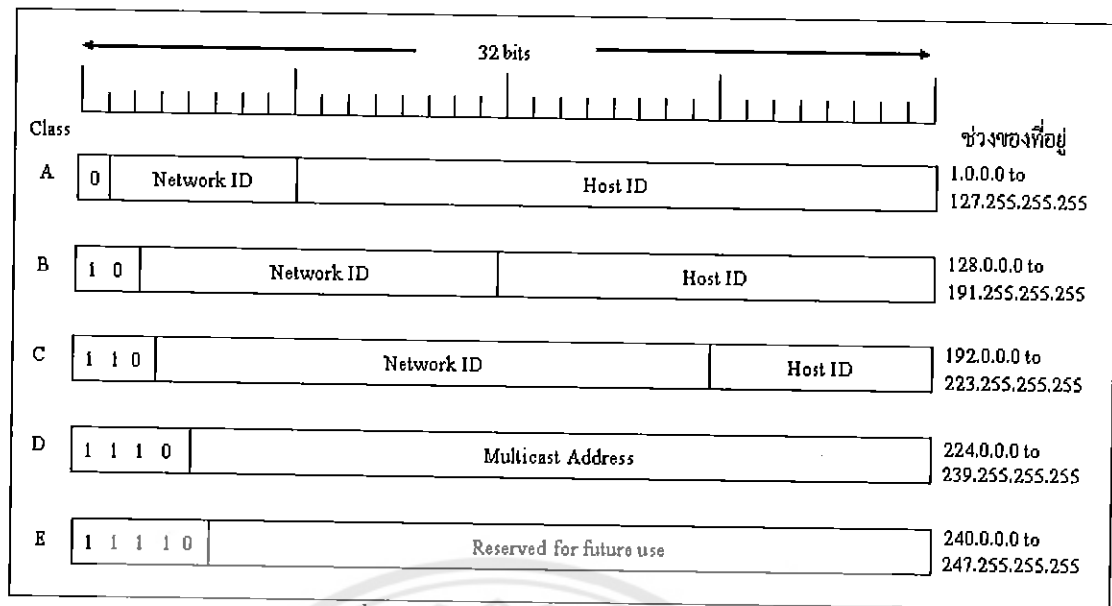 32 bits
Class
ช่วงของที่อยู่
A
0
Network ID
Host ID
1.0.0.0 to
127.255.255.255
B
1 0
Network ID
Host ID
128.0.0.0 to
191.255.255.255
C
1 1 0
Network ID
Host ID
192.0.0.0 to
223.255.255.255
D
1 1 1 0
Multicast Address
224.0.0.0 to
239.255.255.255
E
1 1 1 1 0
Reserved for future use
240.0.0.0 to
247.255.255.255